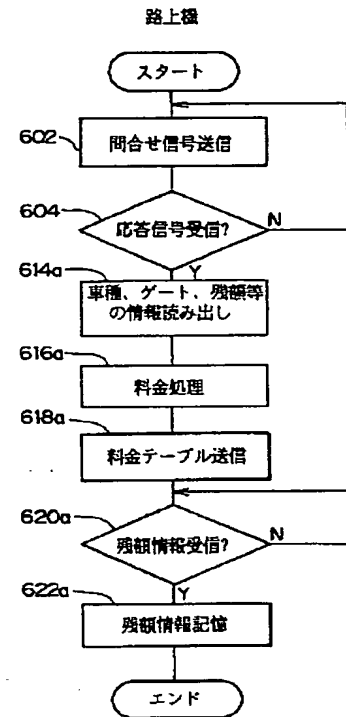 路上機
スタート
602
問合せ信号送信
604
応答信号受信?
N
Y
614a
車種、ゲート、残額等
の情報読み出し
616a
料金処理
618a
料金テーブル送信
620a
残額情報受信?
N
Y
622a
残額情報記憶
エンド